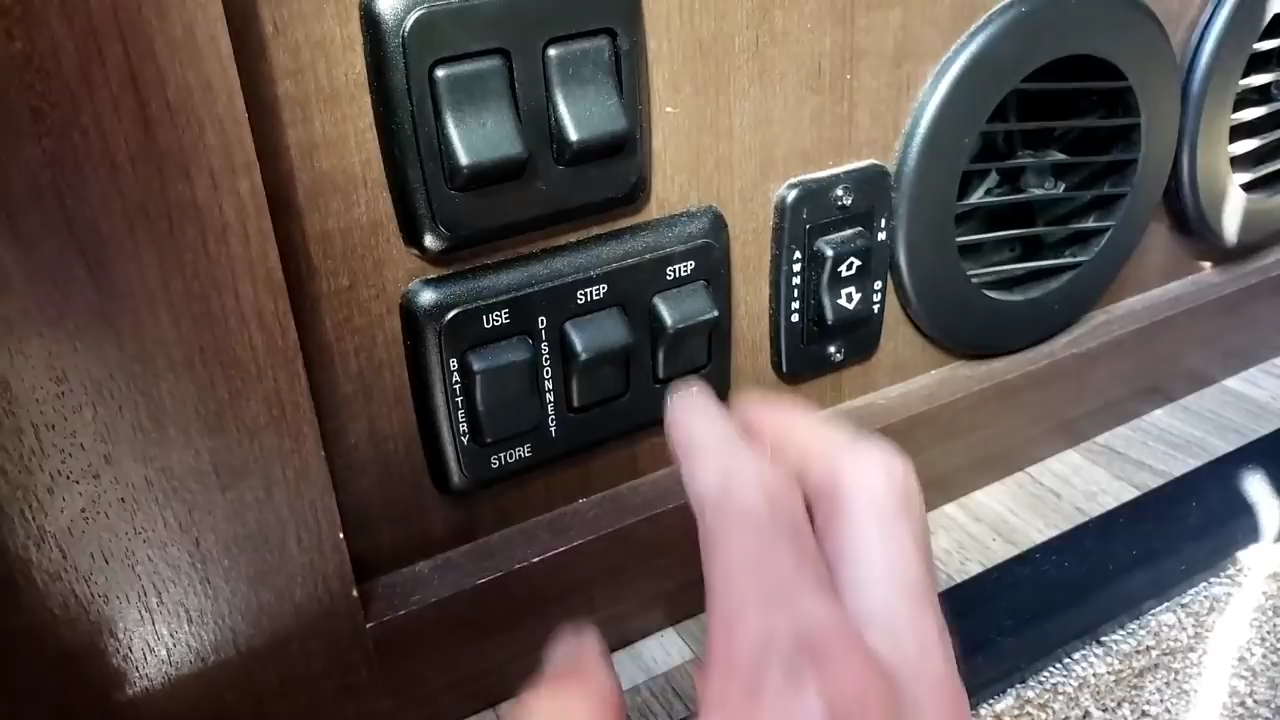 USE
BATTERY
DISCONNECT
STORE
STEP
STEP
AWNING
IN
OUT